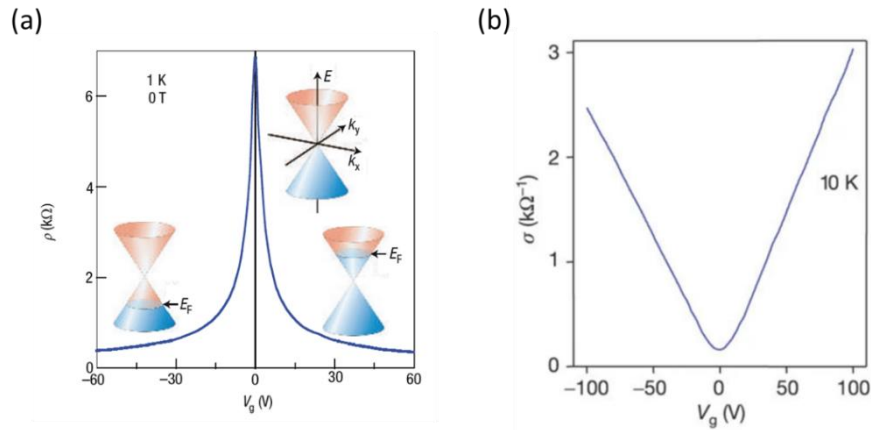 (a)
1 K
0 T
E
k_y
k_x
E_F
E_F
ρ (kΩ)
6
4
2
0
−60
−30
0
30
60
V_g (V)
(b)
3
2
1
0
σ (kΩ⁻¹)
10 K
−100
−50
0
50
100
V_g (V)